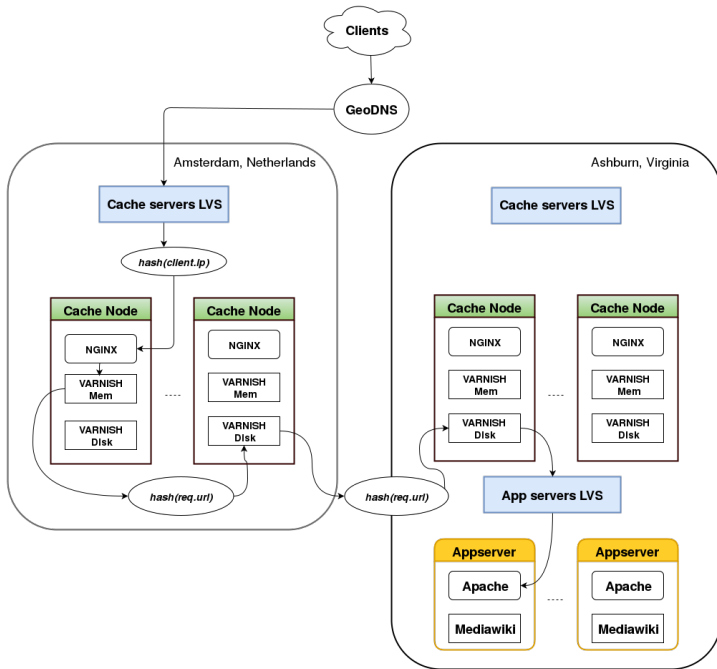 Clients
GeoDNS
Amsterdam, Netherlands
Cache servers LVS
hash(client.ip)
Cache Node
NGINX
VARNISH
Mem
VARNISH
Disk
....
Cache Node
NGINX
VARNISH
Mem
VARNISH
Disk
hash(req.url)
hash(req.url)
Ashburn, Virginia
Cache servers LVS
Cache Node
NGINX
VARNISH
Mem
VARNISH
Disk
....
Cache Node
NGINX
VARNISH
Mem
VARNISH
Disk
App servers LVS
Appserver
Apache
Mediawiki
....
Appserver
Apache
Mediawiki